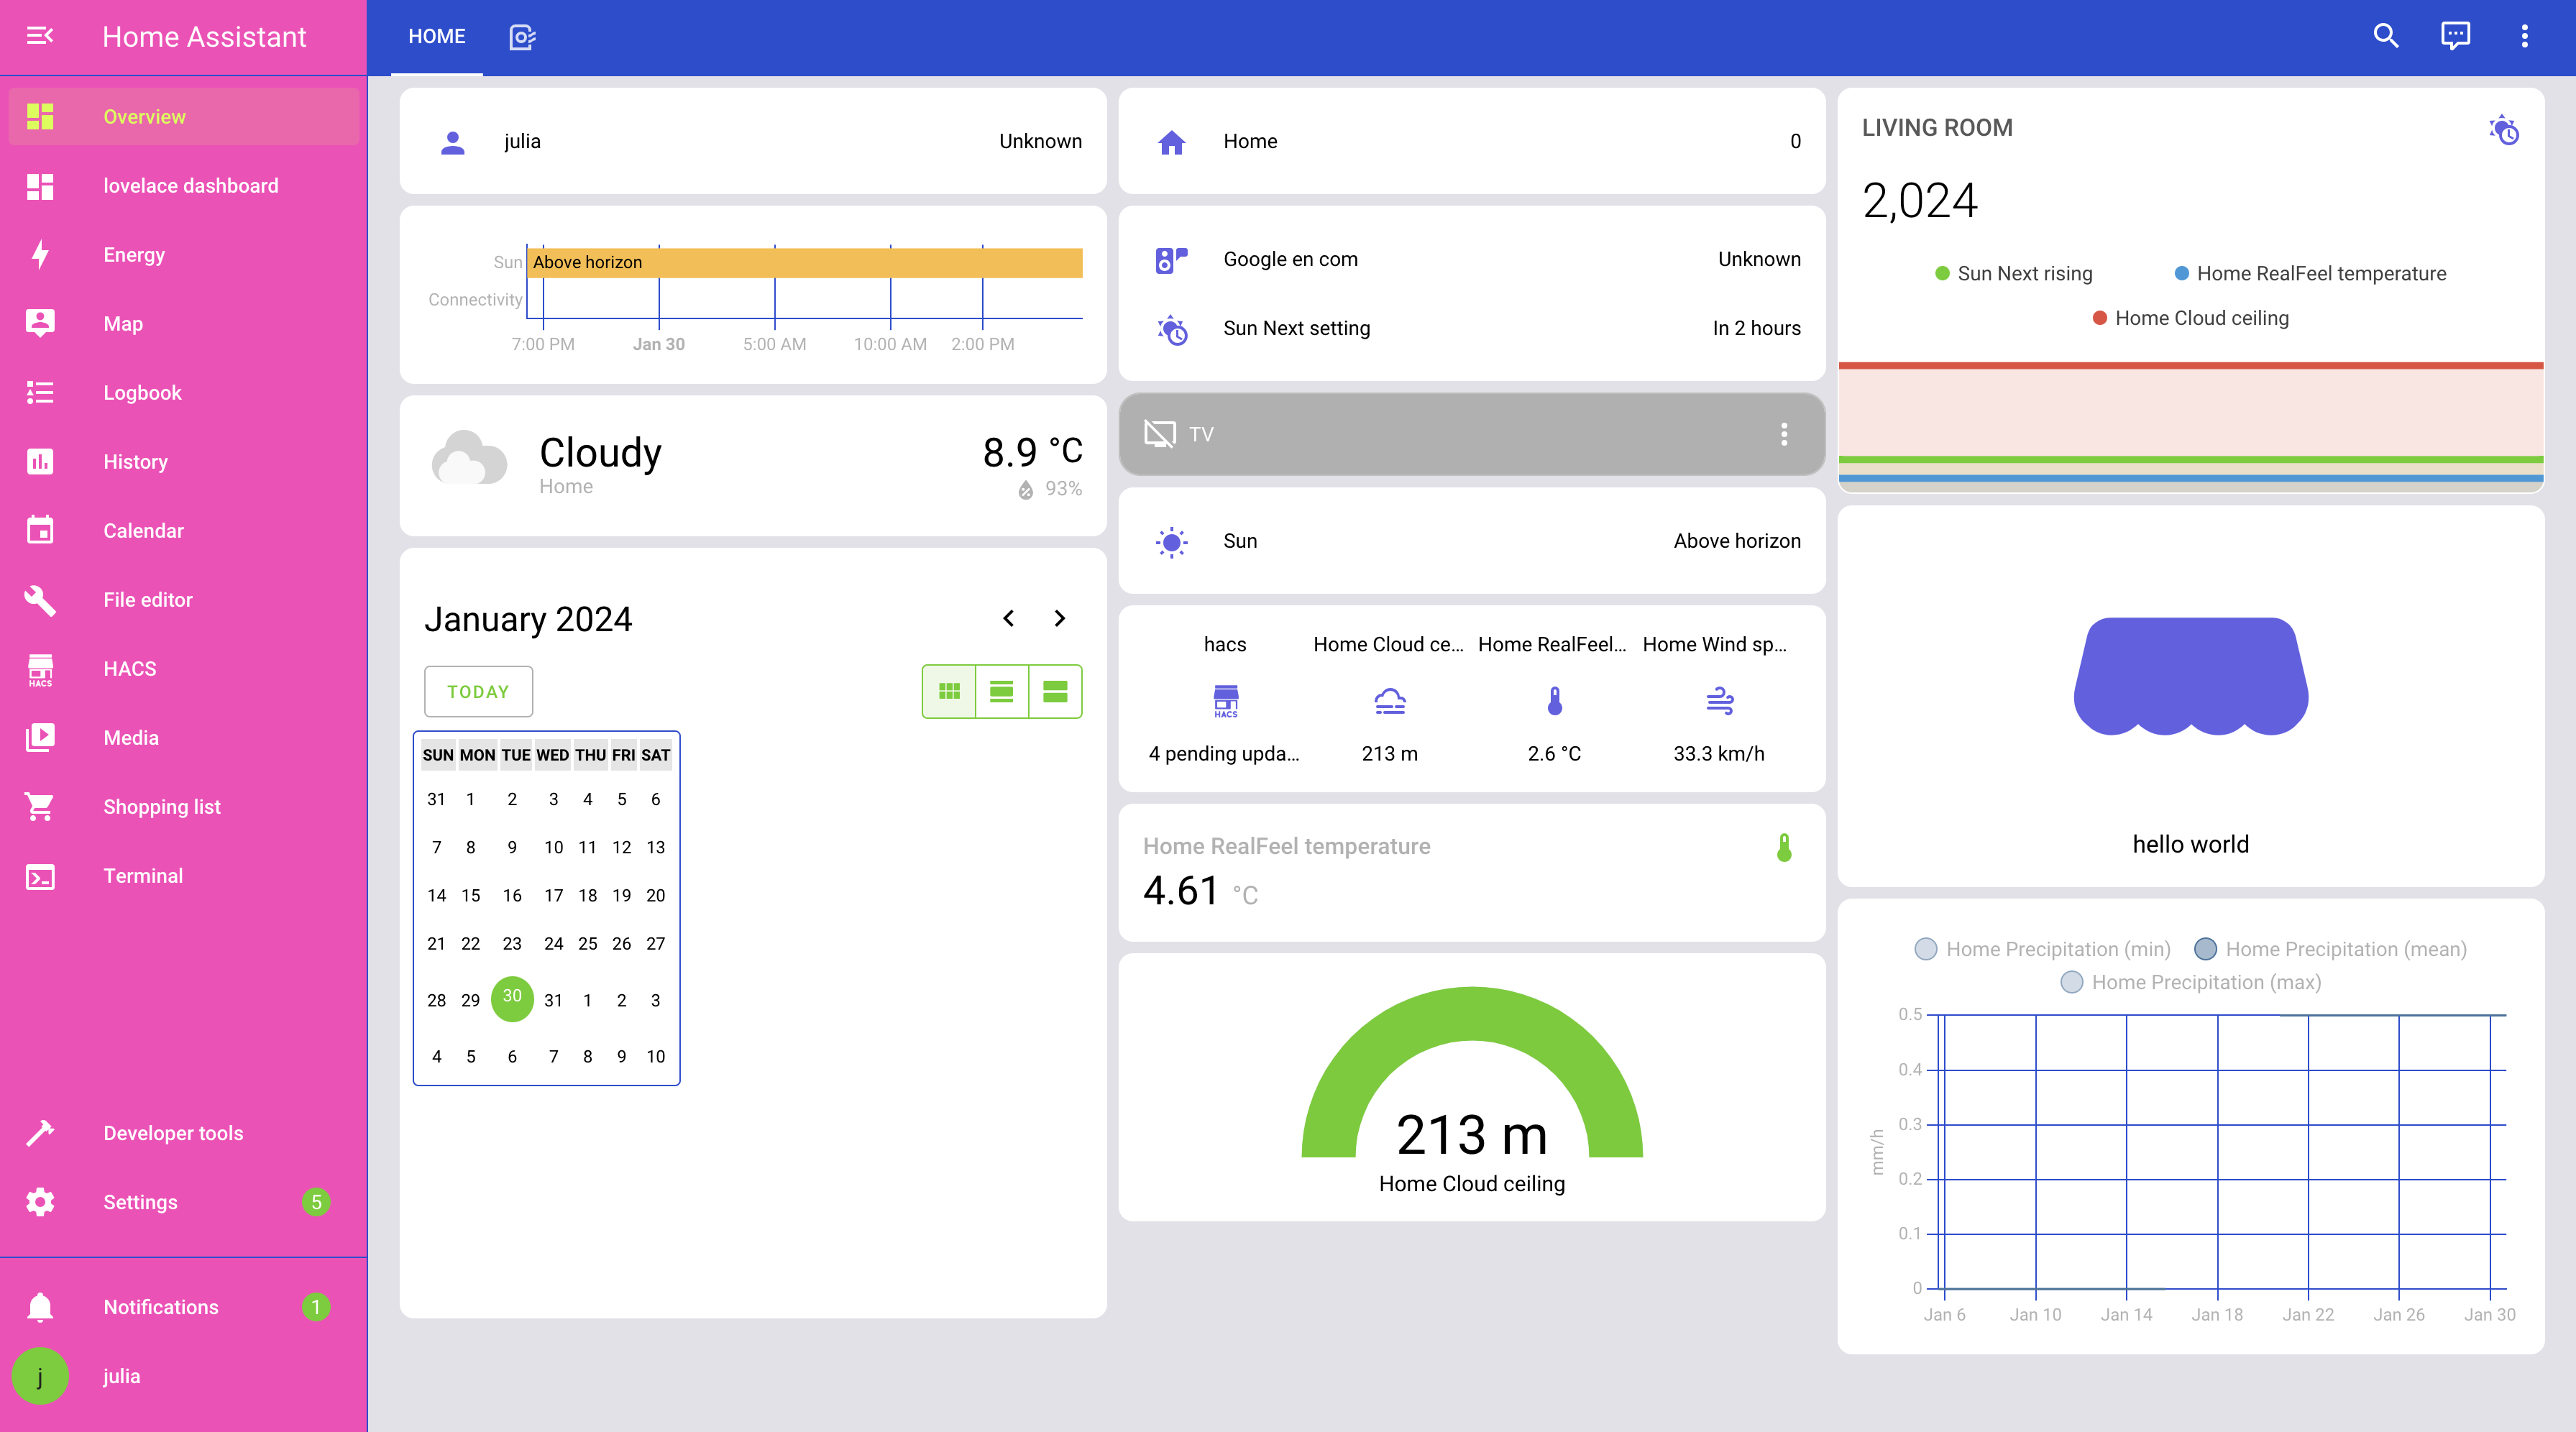 Home Assistant
Overview
lovelace dashboard
Energy
Map
Logbook
History
Calendar
File editor
HACS
HACS
Media
Shopping list
Terminal
Developer tools
Settings 5
Notifications 1
j julia
HOME
julia Unknown
Sun Above horizon
Connectivity
7:00 PM Jan 30 5:00 AM 10:00 AM 2:00 PM
Cloudy 8.9 °C
Home 93%
January 2024
TODAY
SUN MON TUE WED THU FRI SAT
31 1 2 3 4 5 6
7 8 9 10 11 12 13
14 15 16 17 18 19 20
21 22 23 24 25 26 27
28 29 30 31 1 2 3
4 5 6 7 8 9 10
Home 0
Google en com Unknown
Sun Next setting In 2 hours
TV
Sun Above horizon
hacs Home Cloud ce... Home RealFeel... Home Wind sp...
HACS
4 pending upda... 213 m 2.6 °C 33.3 km/h
Home RealFeel temperature
4.61 °C
213 m
Home Cloud ceiling
LIVING ROOM
2,024
Sun Next rising Home RealFeel temperature
Home Cloud ceiling
hello world
Home Precipitation (min) Home Precipitation (mean)
Home Precipitation (max)
mm/h
0.5
0.4
0.3
0.2
0.1
0
Jan 6 Jan 10 Jan 14 Jan 18 Jan 22 Jan 26 Jan 30